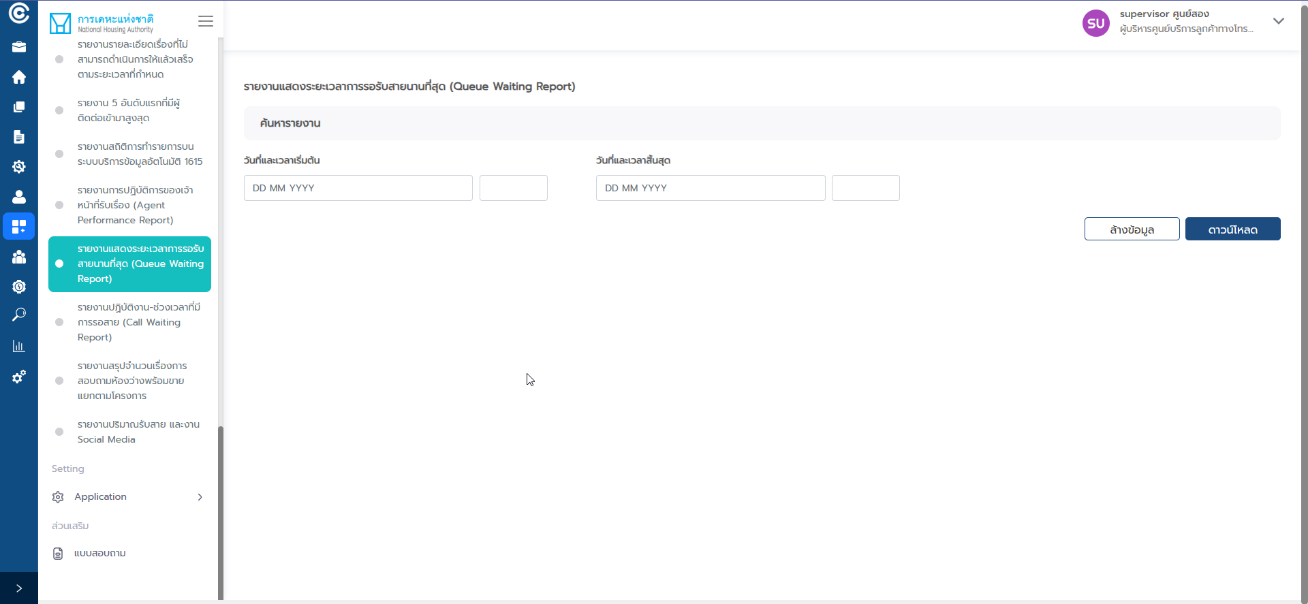 การเคหะแห่งชาติ
National Housing Authority
รายงานรายละเอียดเรื่องที่ไม่
สามารถดำเนินการให้แล้วเสร็จ
ตามระยะเวลาที่กำหนด
รายงาน 5 อันดับแรกที่มีผู้
ติดต่อเข้ามาสูงสุด
รายงานสถิติการทำรายการบน
ระบบบริการข้อมูลอัตโนมัติ 1615
รายงานการปฏิบัติการของเจ้า
หน้าที่รับเรื่อง (Agent
Performance Report)
รายงานแสดงระยะเวลาการรอรับ
สายนานที่สุด (Queue Waiting
Report)
รายงานปฏิบัติงาน-ช่วงเวลาที่มี
การรอสาย (Call Waiting
Report)
รายงานสรุปจำนวนเรื่องการ
สอบถามห้องว่างพร้อมขาย
แยกตามโครงการ
รายงานปริมาณรับสาย และงาน
Social Media
Setting
Application
ส่วนเสริม
แบบสอบถาม
SU
supervisor ศูนย์สอง
ผู้บริหารศูนย์บริการลูกค้าทางโทร...
รายงานแสดงระยะเวลาการรอรับสายนานที่สุด (Queue Waiting Report)
ค้นหารายงาน
วันที่และเวลาเริ่มต้น
วันที่และเวลาสิ้นสุด
DD MM YYYY
DD MM YYYY
ล้างข้อมูล
ดาวน์โหลด